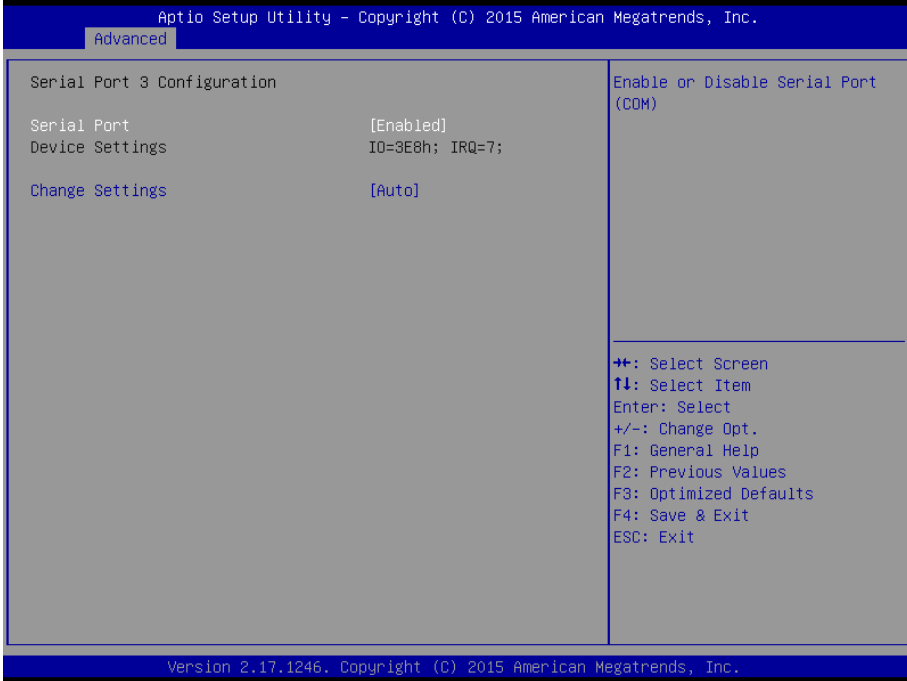 Aptio Setup Utility – Copyright (C) 2015 American Megatrends, Inc.
Advanced
Serial Port 3 Configuration
Serial Port [Enabled]
Device Settings IO=3E8h; IRQ=7;
Change Settings [Auto]
Enable or Disable Serial Port
(COM)
→←: Select Screen
↑↓: Select Item
Enter: Select
+/-: Change Opt.
F1: General Help
F2: Previous Values
F3: Optimized Defaults
F4: Save & Exit
ESC: Exit
Version 2.17.1246. Copyright (C) 2015 American Megatrends, Inc.